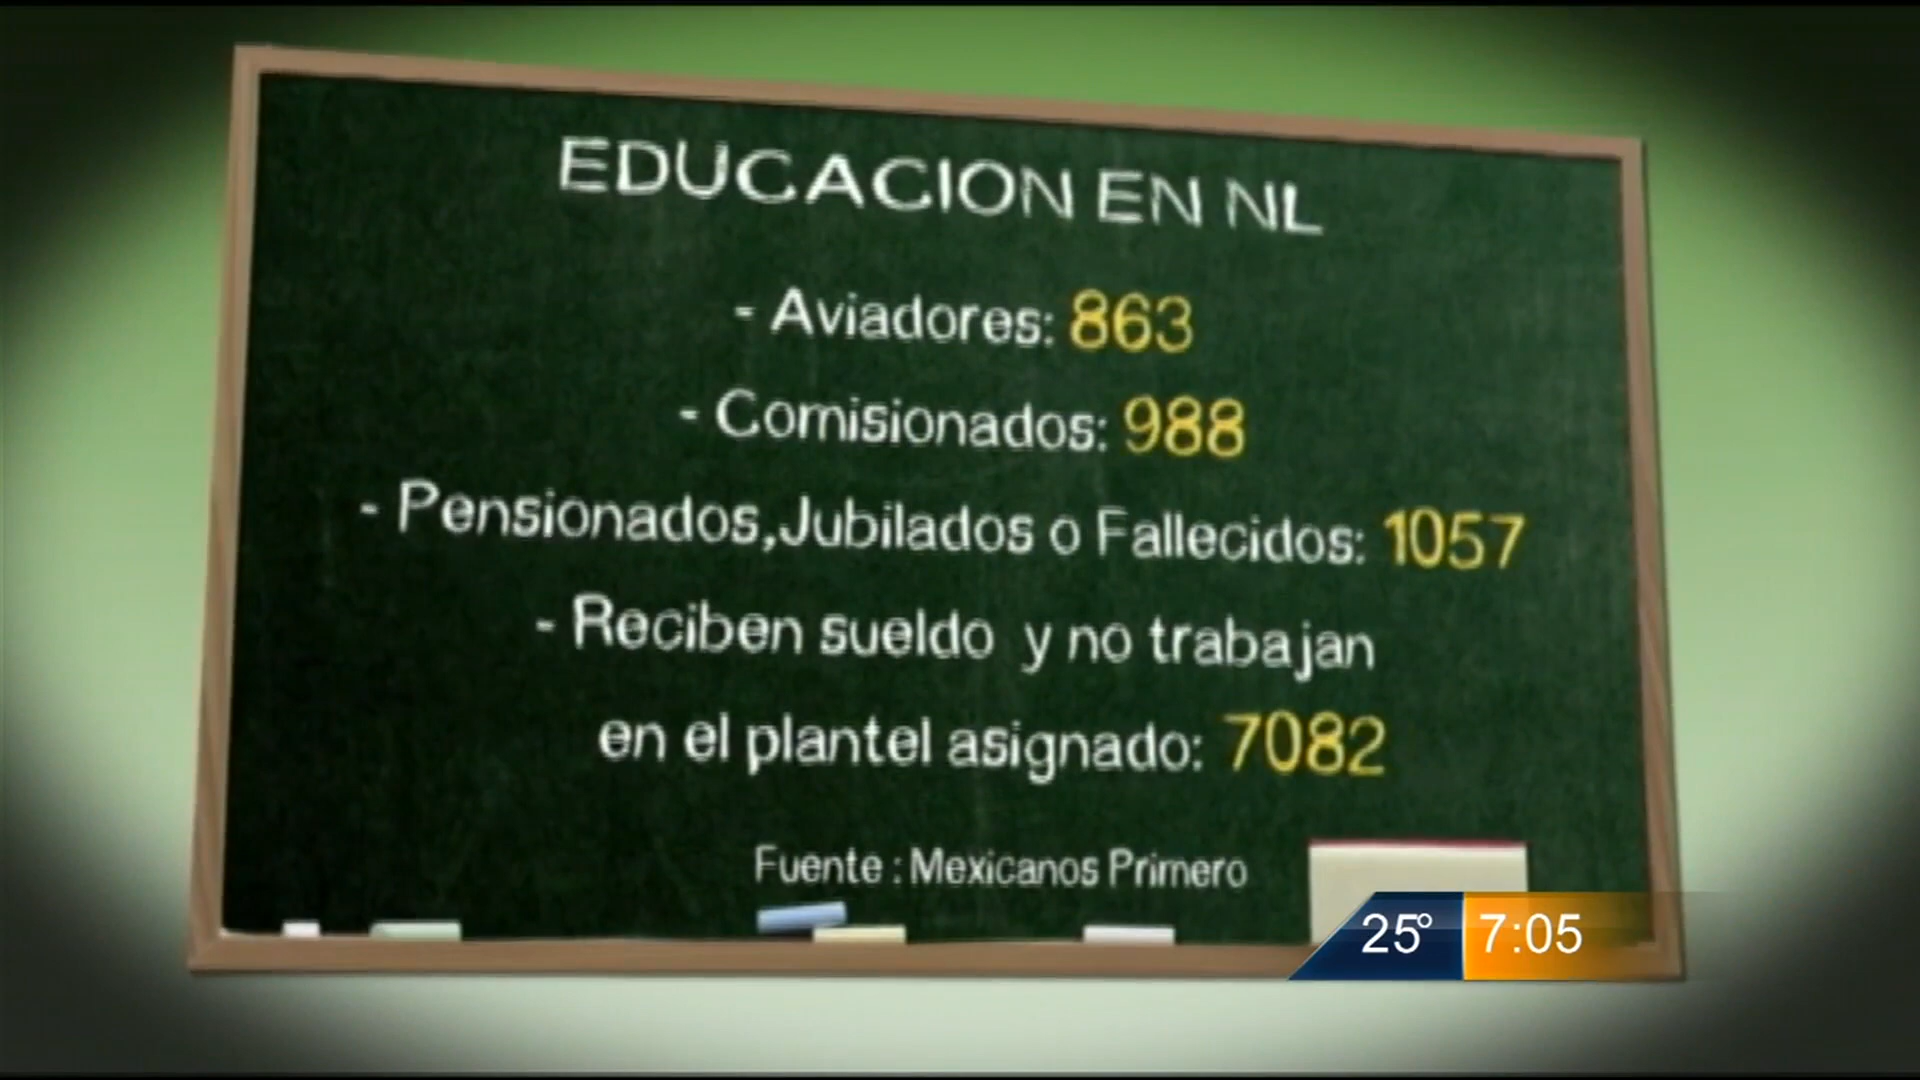 EDUCACION EN NL
- Aviadores: 863
- Comisionados: 988
- Pensionados,Jubilados o Fallecidos: 1057
- Reciben sueldo y no trabajan
en el plantel asignado: 7082
Fuente : Mexicanos Primero
25° 7:05